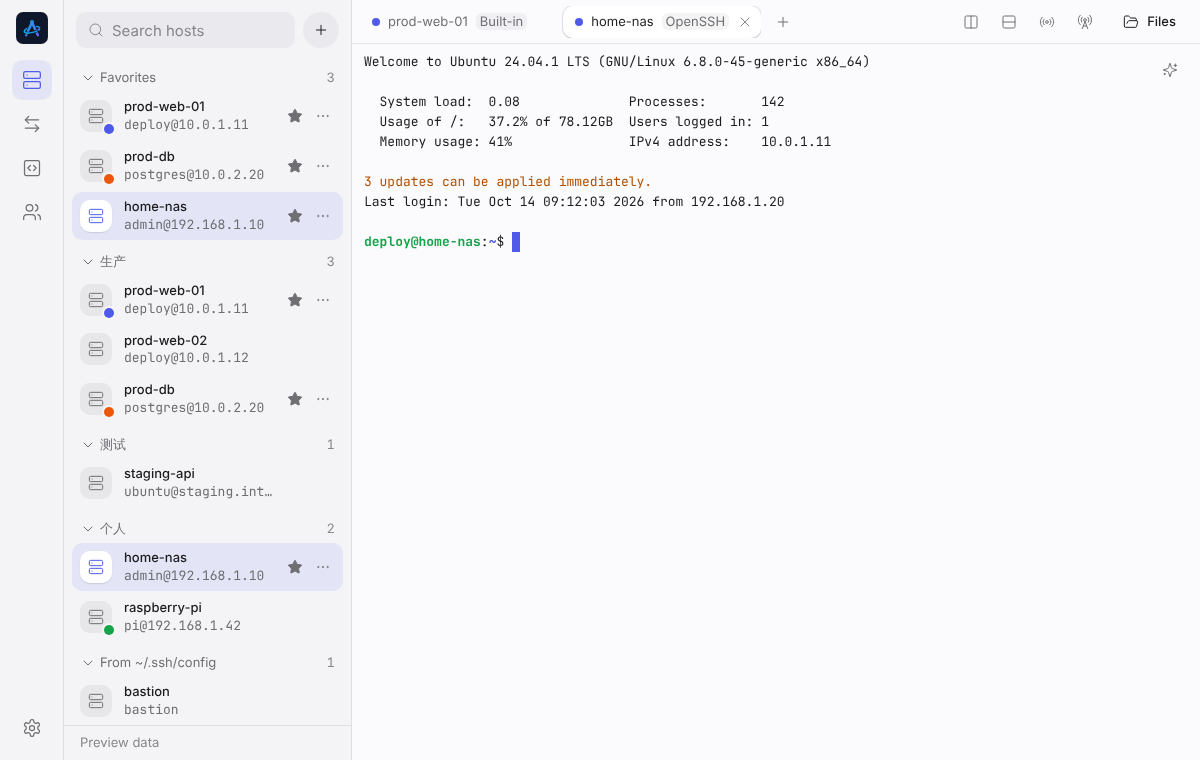 Search hosts
Favorites 3
prod-web-01
deploy@10.0.1.11
prod-db
postgres@10.0.2.20
home-nas
admin@192.168.1.10
生产 3
prod-web-01
deploy@10.0.1.11
prod-web-02
deploy@10.0.1.12
prod-db
postgres@10.0.2.20
测试 1
staging-api
ubuntu@staging.int…
个人 2
home-nas
admin@192.168.1.10
raspberry-pi
pi@192.168.1.42
From ~/.ssh/config 1
bastion
bastion
Preview data
prod-web-01 Built-in home-nas OpenSSH Files
Welcome to Ubuntu 24.04.1 LTS (GNU/Linux 6.8.0-45-generic x86_64)
System load: 0.08 Processes: 142
Usage of /: 37.2% of 78.12GB Users logged in: 1
Memory usage: 41% IPv4 address: 10.0.1.11
3 updates can be applied immediately.
Last login: Tue Oct 14 09:12:03 2026 from 192.168.1.20
deploy@home-nas:~$